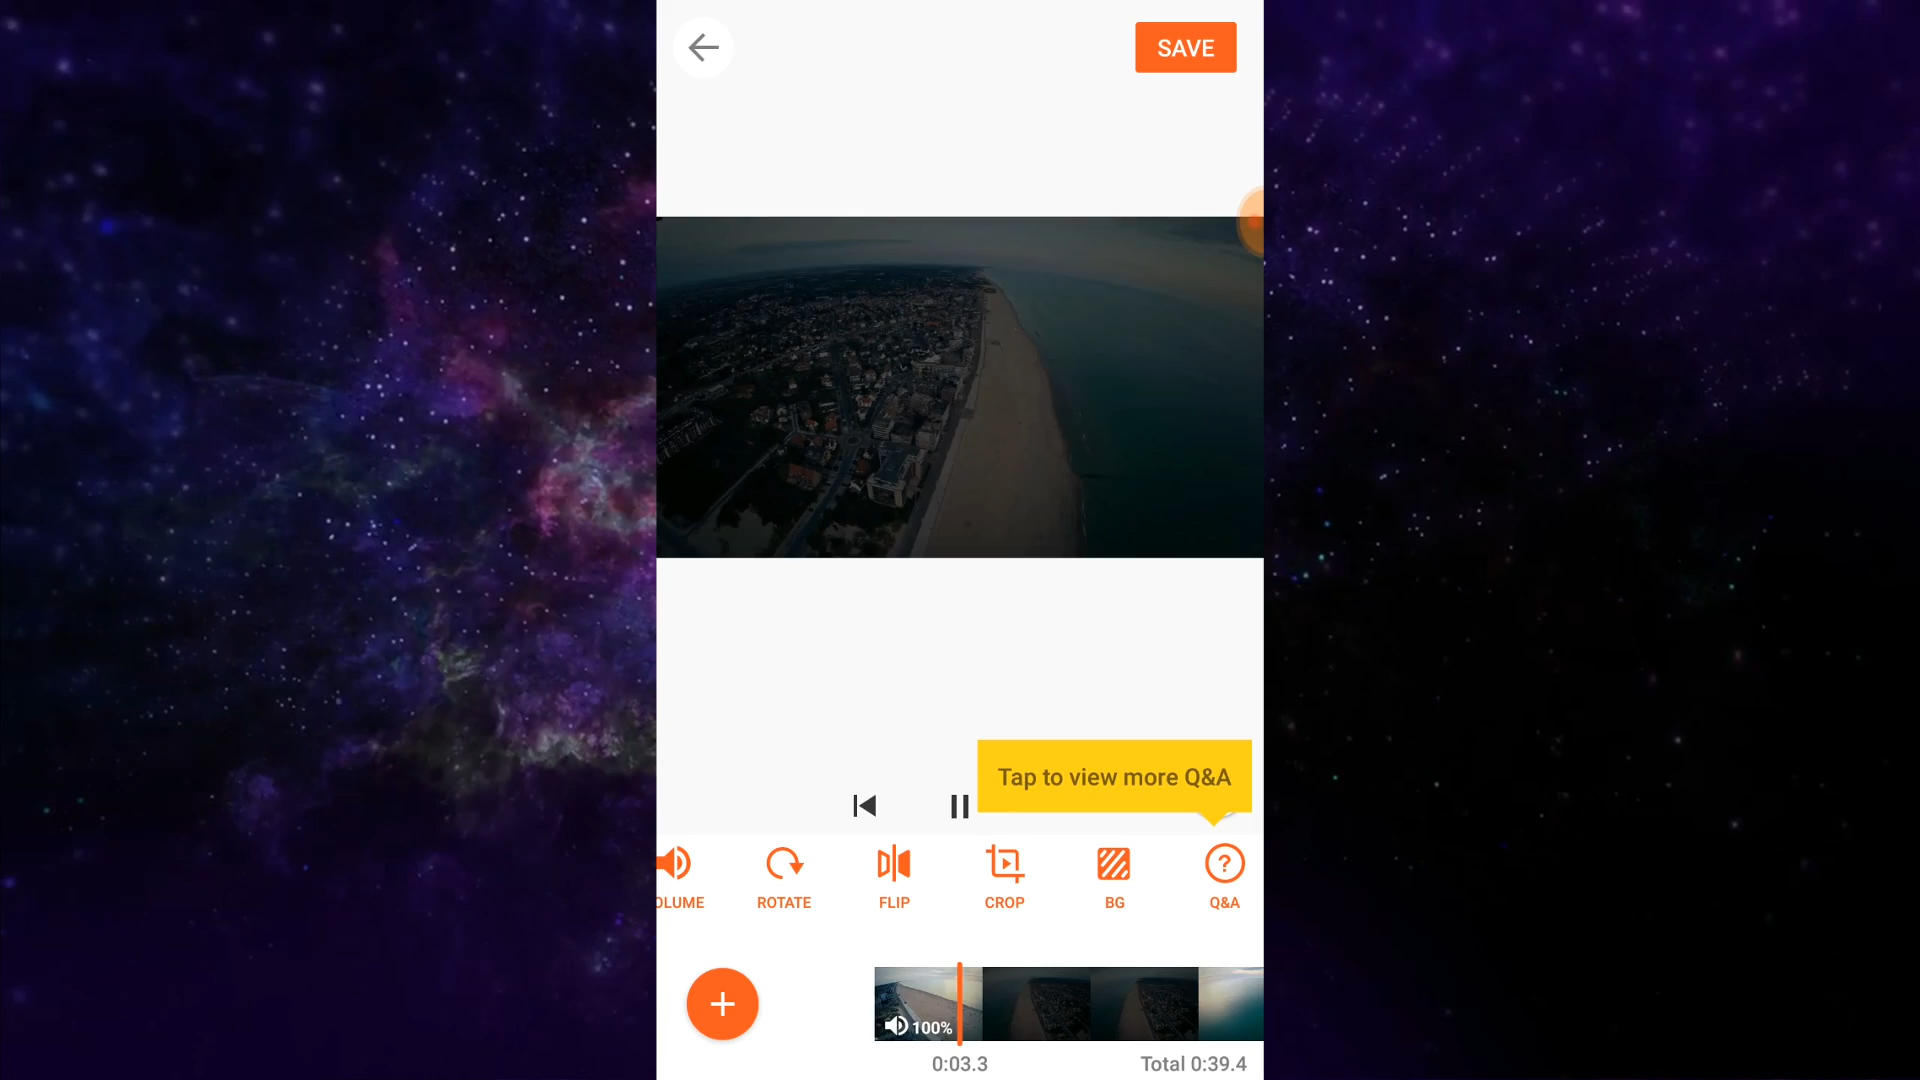 SAVE
Tap to view more Q&A
OLUME
ROTATE
FLIP
CROP
BG
Q&A
100%
0:03.3
Total 0:39.4